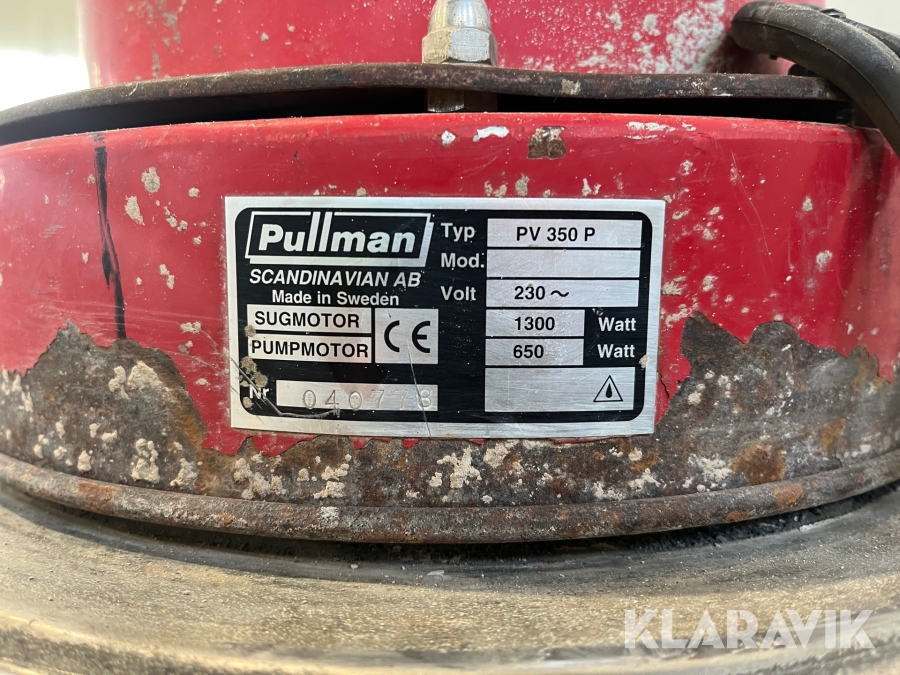 Pullman
SCANDINAVIAN AB
Made in Sweden
Typ PV 350 P
Mod.
Volt 230 ~
SUGMOTOR 1300 Watt
PUMPMOTOR 650 Watt
CE
Nr
KLARAVIK